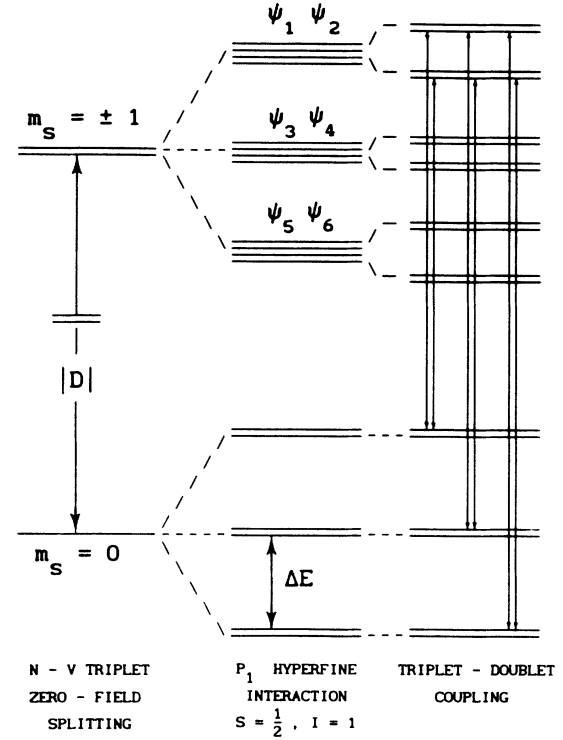 ψ₁ ψ₂
mₛ = ± 1
ψ₃ ψ₄
ψ₅ ψ₆
|D|
mₛ = 0
ΔE
N - V TRIPLET
ZERO - FIELD
SPLITTING
P₁ HYPERFINE
INTERACTION
S = 1/2 , I = 1
TRIPLET - DOUBLET
COUPLING